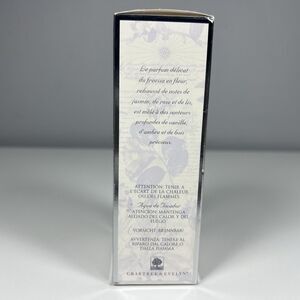 Le parfum délicat
du freesia en fleur,
rehaussé de notes de
jasmin, de rose et de lis,
est mêlé à des senteurs
profondes de vanille,
d'ambre et de bois
précieux.
ATTENTION: TENIR A
L'ECART DE LA CHALEUR
OU DES FLAMMES
Agua de Tocador
ATENCION: MANTENGA
ALEJADO DEL CALOR Y DEL
FUEGO
VORSICHT: BRENNBAR!
AVVERTENZA: TENERE AL
RIPARO DAL CALORE O
DALLA FIAMMA
CRABTREE & EVELYN®